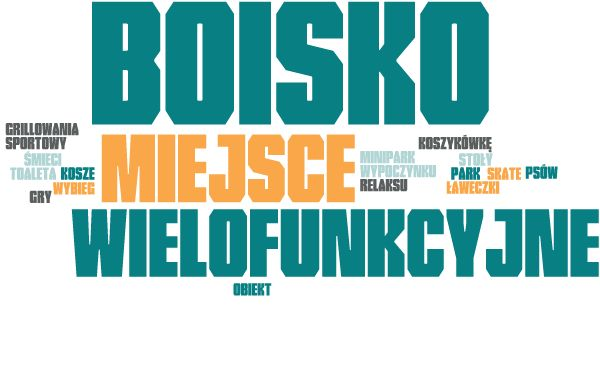 BOISKO
GRILLOWANIA
SPORTOWY
ŚMIECI
TOALETA KOSZE
WYBIEG
GRY
MIEJSCE
MINIPARK
WYPOCZYNKU
RELAKSU
KOSZYKÓWKĘ
STOŁY
PARK SKATE PSÓW
ŁAWECZKI
WIELOFUNKCYJNE
OBIEKT